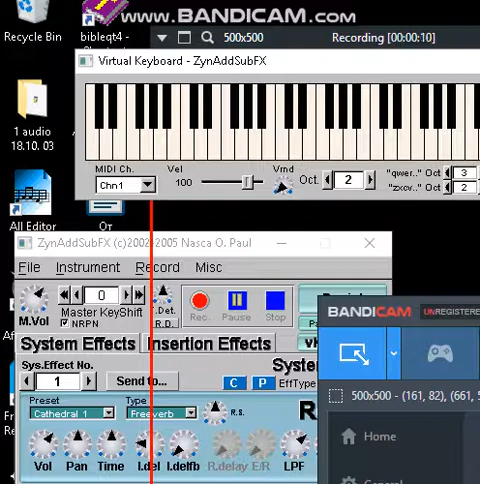 www.BANDICAM.com
Recycle Bin
bibleqt4 -
500x500
Recording [00:00:10]
Virtual Keyboard - ZynAddSubFX
1 audio
18.10. 03
MIDI Ch.
Vel
Vrnd
Chn1
100
Oct.
2
"qwer.." Oct
3
"zxcv.." Oct
2
All Editor
От
ZynAddSubFX (c)2002-2005 Nasca O. Paul
File
Instrument
Record
Misc
0
M.Vol
Master KeyShift
NRPN
F.Det.
R.D.
Rec.
Pause
Stop
BANDICAM
UNREGISTERE
System Effects
Insertion Effects
Sys.Effect No.
1
Send to...
C
P
EffType
Preset
Cathedral 1
Type
Freeverb
R.S.
R
500x500 - (161, 82), (661, 5
Vol
Pan
Time
I.del
I.delfb
R.delay
E/R
LPF
Home
General